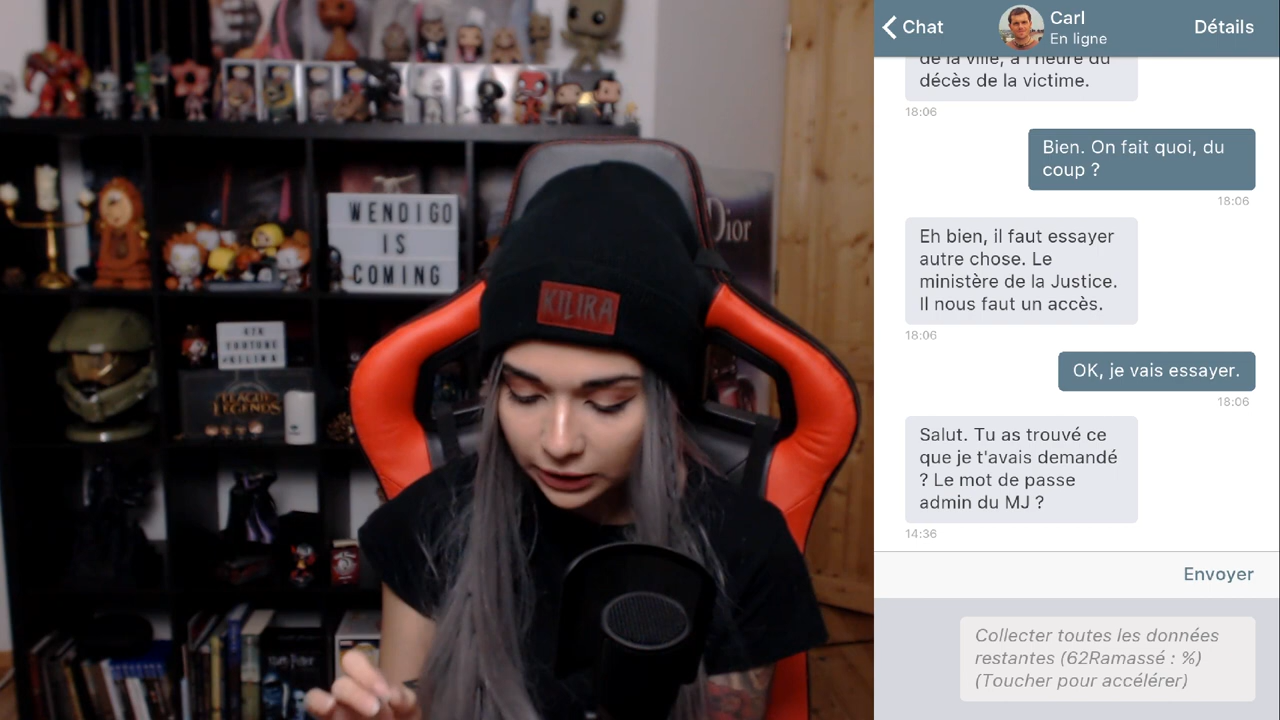 WENDIGO
IS
COMING
Dior
KILIRA
42K
YOUTUBE
#KILIRA
LEAGUE OF
LEGENDS
Chat
Carl
En ligne
Détails
de la ville, à l'heure du
décès de la victime.
18:06
Bien. On fait quoi, du
coup ?
18:06
Eh bien, il faut essayer
autre chose. Le
ministère de la Justice.
Il nous faut un accès.
18:06
OK, je vais essayer.
18:06
Salut. Tu as trouvé ce
que je t'avais demandé
? Le mot de passe
admin du MJ ?
14:36
Envoyer
Collecter toutes les données
restantes (62Ramassé : %)
(Toucher pour accélérer)